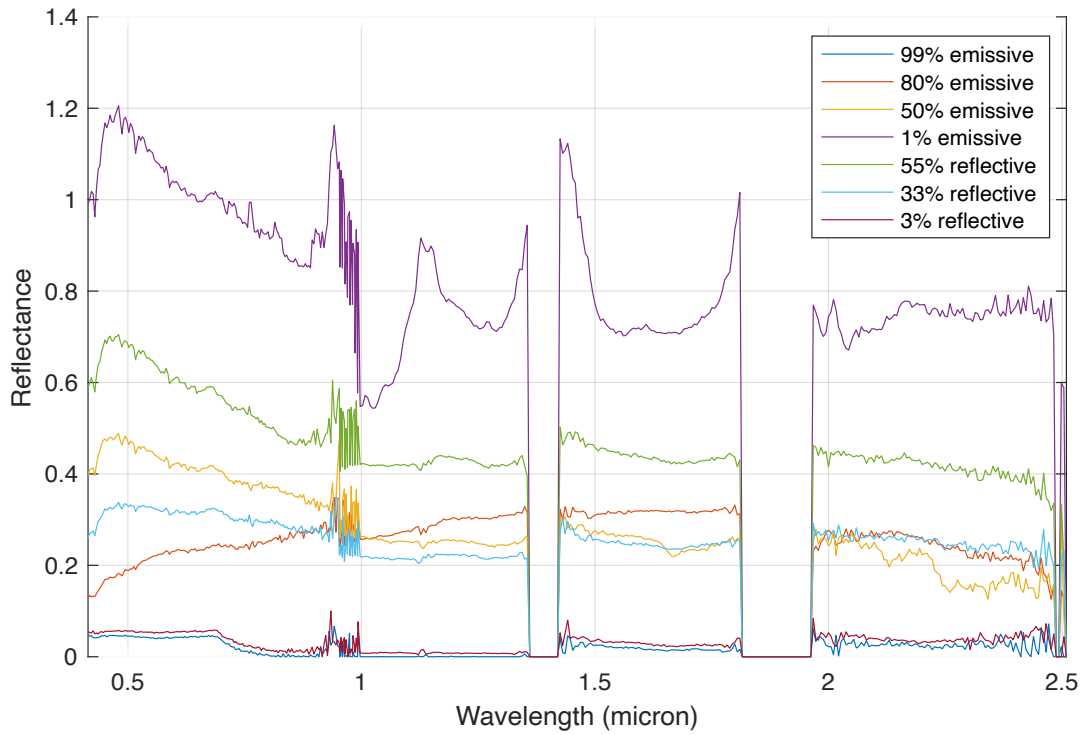 1.4
1.2
1
0.8
0.6
0.4
0.2
0
Reflectance
99% emissive
80% emissive
50% emissive
1% emissive
55% reflective
33% reflective
3% reflective
0.5
1
1.5
2
2.5
Wavelength (micron)